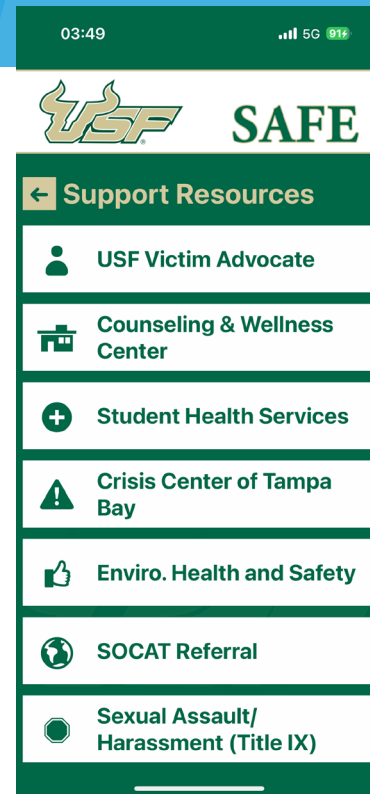 03:49
5G 91
USF
SAFE
Support Resources
USF Victim Advocate
Counseling & Wellness
Center
Student Health Services
Crisis Center of Tampa
Bay
Enviro. Health and Safety
SOCAT Referral
Sexual Assault/
Harassment (Title IX)